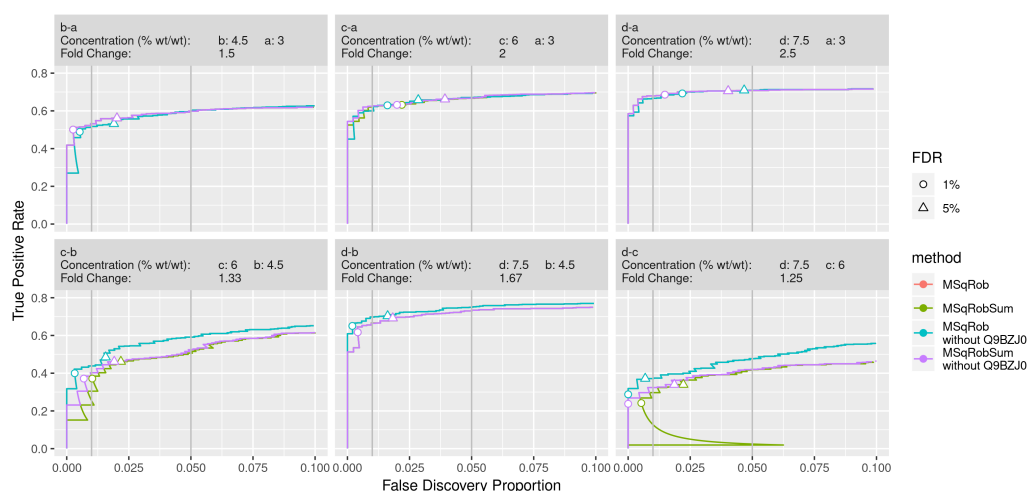 b-a
Concentration (% wt/wt): b: 4.5 a: 3
Fold Change: 1.5
c-a
Concentration (% wt/wt): c: 6 a: 3
Fold Change: 2
d-a
Concentration (% wt/wt): d: 7.5 a: 3
Fold Change: 2.5
0.8
0.6
0.4
0.2
0.0
c-b
Concentration (% wt/wt): c: 6 b: 4.5
Fold Change: 1.33
d-b
Concentration (% wt/wt): d: 7.5 b: 4.5
Fold Change: 1.67
d-c
Concentration (% wt/wt): d: 7.5 c: 6
Fold Change: 1.25
0.8
0.6
0.4
0.2
0.0
True Positive Rate
0.000 0.025 0.050 0.075 0.100
0.000 0.025 0.050 0.075 0.100
0.000 0.025 0.050 0.075 0.100
False Discovery Proportion
FDR
1%
5%
method
MSqRob
MSqRobSum
MSqRob
without Q9BZJ0
MSqRobSum
without Q9BZJ0